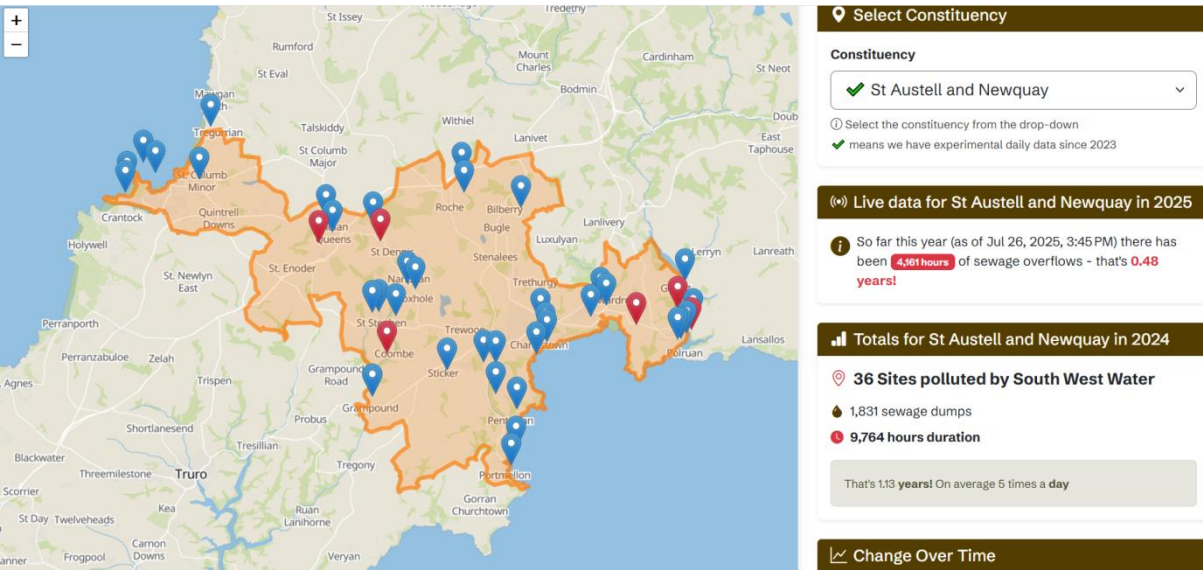 +
−
St Issey
Tredethy
Rumford
Mount
Charles
Cardinham
St Eval
St Neot
Bodmin
Tregurrian
Talskiddy
Withiel
Lanivet
East
Taphouse
St Columb
Major
St. Columb
Minor
Crantock
Quintrell
Downs
Roche
Bilberry
Lanlivery
Holywell
Queens
Bugle
Luxulyan
St Dennis
Stenalees
Lanreath
St. Enoder
St. Newlyn
East
Trethurgy
Perranporth
Trewoon
Lansallos
Perranzabuloe
Zelah
Coombe
Polruan
Agnes
Trispen
Grampound
Road
Sticker
Grampound
Probus
Shortlanesend
Tresillian
Blackwater
Tregony
Threemilestone
Truro
Portmellon
Scorrier
Kea
Gorran
Churchtown
St Day
Twelveheads
Ruan
Lanihorne
Carnon
Downs
Frogpool
Veryan
Select Constituency
Constituency
St Austell and Newquay
Select the constituency from the drop-down
means we have experimental daily data since 2023
Live data for St Austell and Newquay in 2025
So far this year (as of Jul 26, 2025, 3:45 PM) there has
been 4,161 hours of sewage overflows - that's 0.48
years!
Totals for St Austell and Newquay in 2024
36 Sites polluted by South West Water
1,831 sewage dumps
9,764 hours duration
That's 1.13 years! On average 5 times a day
Change Over Time